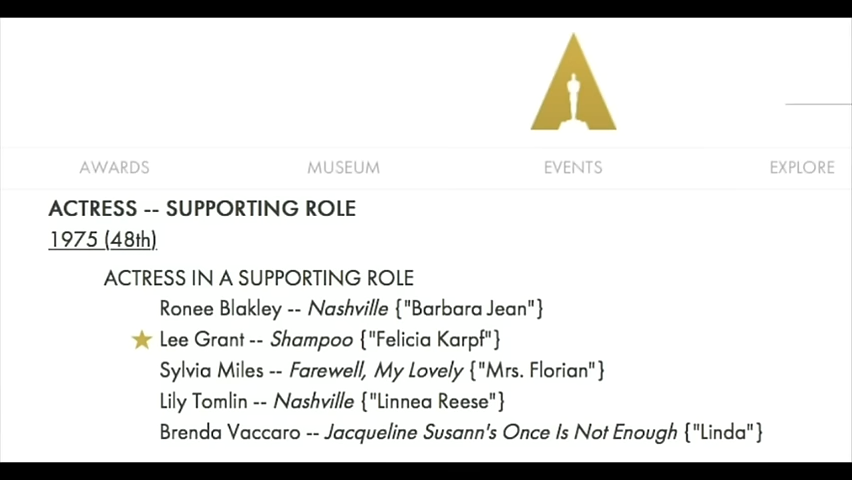 AWARDS MUSEUM EVENTS EXPLORE
ACTRESS -- SUPPORTING ROLE
1975 (48th)
ACTRESS IN A SUPPORTING ROLE
Ronee Blakley -- Nashville {"Barbara Jean"}
Lee Grant -- Shampoo {"Felicia Karpf"}
Sylvia Miles -- Farewell, My Lovely {"Mrs. Florian"}
Lily Tomlin -- Nashville {"Linnea Reese"}
Brenda Vaccaro -- Jacqueline Susann's Once Is Not Enough {"Linda"}